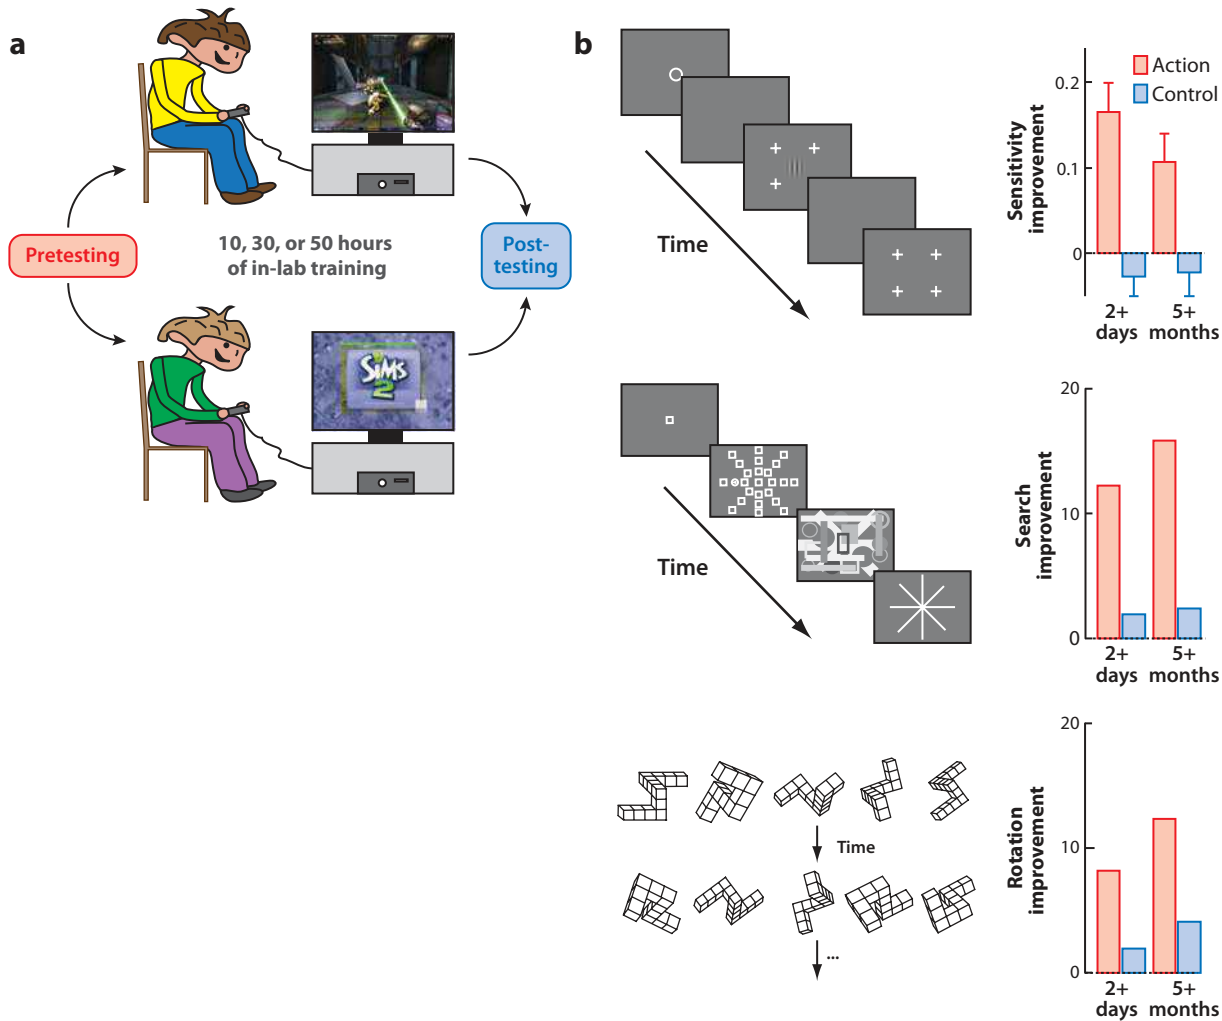 a
Pretesting
10, 30, or 50 hours
of in-lab training
Post-
testing
SiMS
2
b
Time
Sensitivity
improvement
0.2
0.1
0
Action
Control
2+
days
5+
months
Time
Search
improvement
20
10
0
2+
days
5+
months
Time
...
Rotation
improvement
20
10
0
2+
days
5+
months